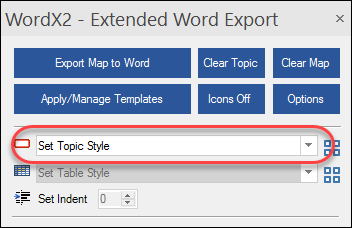 WordX2 - Extended Word Export
Export Map to Word Clear Topic Clear Map
Apply/Manage Templates Icons Off Options
Set Topic Style
Set Table Style
Set Indent 0